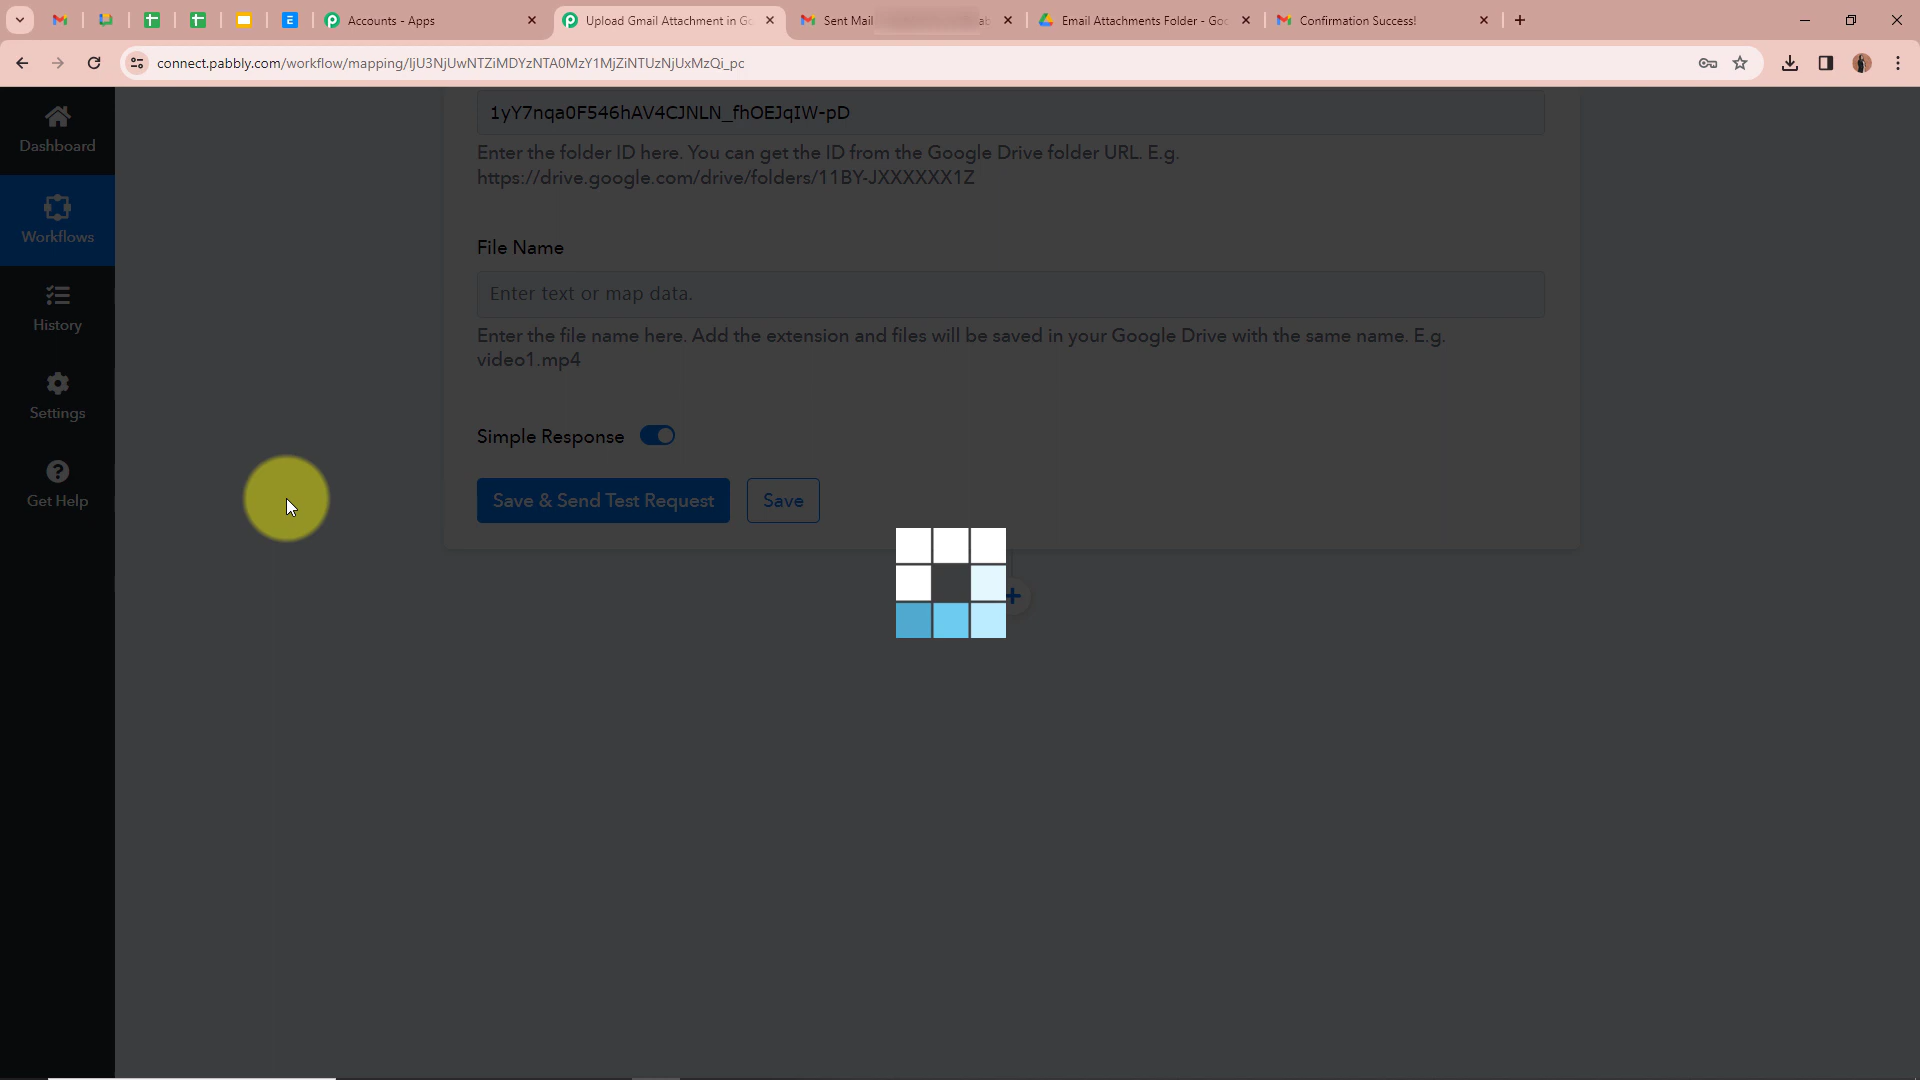 Accounts - Apps
Upload Gmail Attachment in Go
Sent Mail
Email Attachments Folder - Goo
Confirmation Success!
connect.pabbly.com/workflow/mapping/IjU3NjUwNTZiMDYzNTA0MzY1MjZiNTUzNjUxMzQi_pc
Dashboard
Workflows
History
Settings
Get Help
1yY7nqa0F546hAV4CJNLN_fhOEJqIW-pD
Enter the folder ID here. You can get the ID from the Google Drive folder URL. E.g.
https://drive.google.com/drive/folders/11BY-JXXXXXX1Z
File Name
Enter text or map data.
Enter the file name here. Add the extension and files will be saved in your Google Drive with the same name. E.g.
video1.mp4
Simple Response
Save & Send Test Request
Save